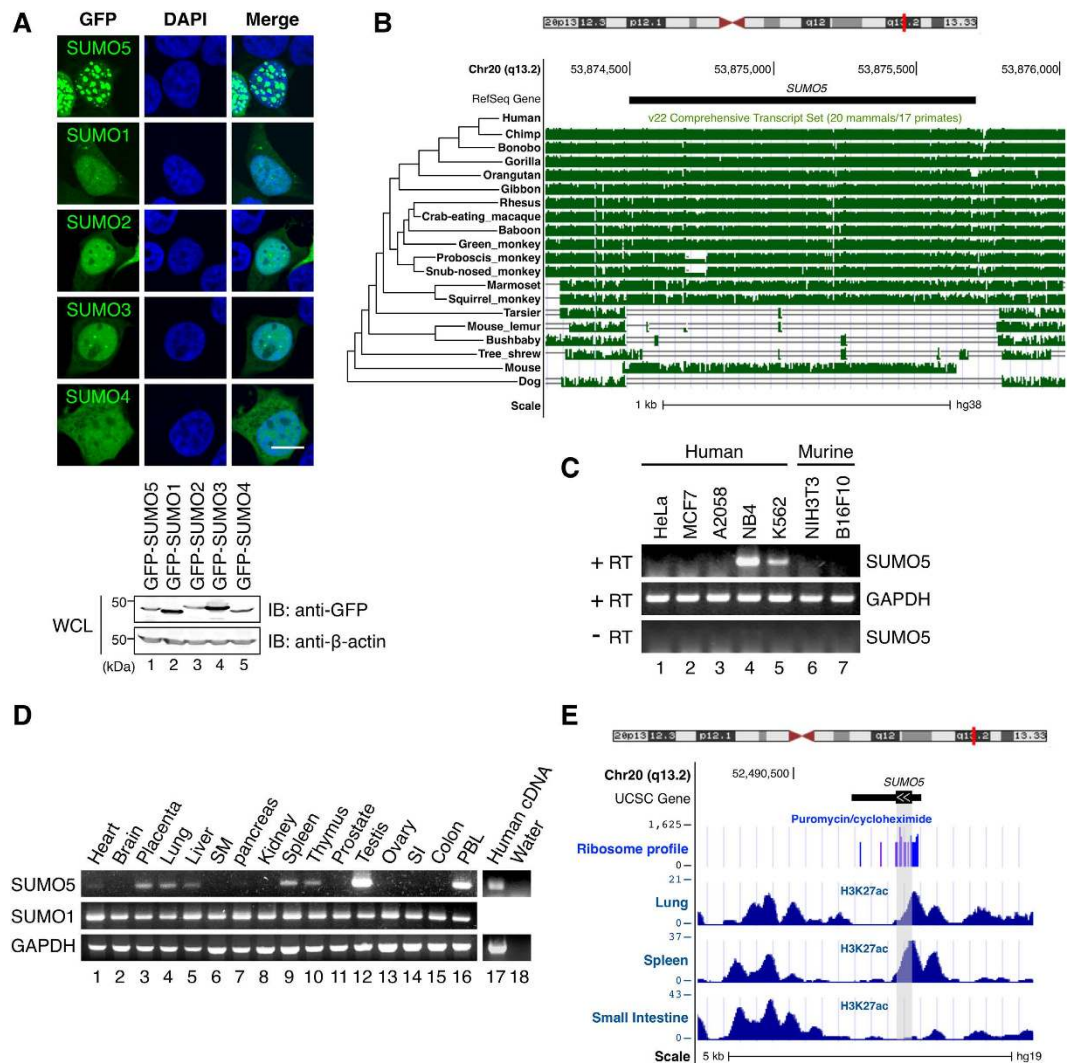 A
GFP DAPI Merge
SUMO5
SUMO1
SUMO2
SUMO3
SUMO4
GFP-SUMO5
GFP-SUMO1
GFP-SUMO2
GFP-SUMO3
GFP-SUMO4
WCL
50 IB: anti-GFP
50 IB: anti-β-actin
(kDa) 1 2 3 4 5
B
20p13 12.3 p12.1 q12 q13.2 13.33
Chr20 (q13.2) 53,874,500 53,875,000 53,875,500 53,876,000
SUMO5
RefSeq Gene
v22 Comprehensive Transcript Set (20 mammals/17 primates)
Human
Chimp
Bonobo
Gorilla
Orangutan
Gibbon
Rhesus
Crab-eating_macaque
Baboon
Green_monkey
Proboscis_monkey
Snub-nosed_monkey
Marmoset
Squirrel_monkey
Tarsier
Mouse_lemur
Bushbaby
Tree_shrew
Mouse
Dog
Scale 1 kb hg38
C
Human Murine
HeLa
MCF7
A2058
NB4
K562
NIH3T3
B16F10
+ RT SUMO5
+ RT GAPDH
- RT SUMO5
1 2 3 4 5 6 7
D
Heart
Brain
Placenta
Lung
Liver
SM
pancreas
Kidney
Spleen
Thymus
Prostate
Testis
Ovary
SI
Colon
PBL
Human cDNA
Water
SUMO5
SUMO1
GAPDH
1 2 3 4 5 6 7 8 9 10 11 12 13 14 15 16 17 18
E
20p13 12.3 p12.1 q12 q13.2 13.33
Chr20 (q13.2) 52,490,500
SUMO5
UCSC Gene
Puromycin/cycloheximide
1,625
Ribosome profile
0
21
H3K27ac
Lung
0
37
H3K27ac
Spleen
0
43
H3K27ac
Small Intestine
0
Scale 5 kb hg19